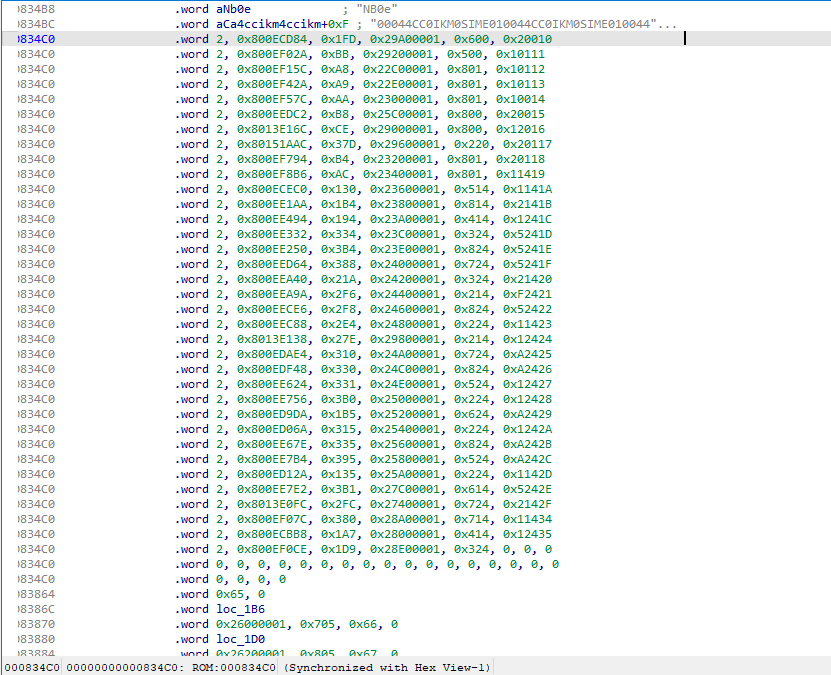 )834B8 .word aNb0e ; "NB0e"
)834BC .word aCa4ccikm4ccikm+0xF ; "00044CC0IKM0SIME010044CC0IKM0SIME010044"...
)834C0 .word 2, 0x800ECD84, 0x1FD, 0x29A00001, 0x600, 0x20010
)834C0 .word 2, 0x800EF02A, 0xBB, 0x29200001, 0x500, 0x10111
)834C0 .word 2, 0x800EF15C, 0xA8, 0x22C00001, 0x801, 0x10112
)834C0 .word 2, 0x800EF42A, 0xA9, 0x22E00001, 0x801, 0x10113
)834C0 .word 2, 0x800EF57C, 0xAA, 0x23000001, 0x801, 0x10014
)834C0 .word 2, 0x800EEDC2, 0xB8, 0x25C00001, 0x800, 0x20015
)834C0 .word 2, 0x8013E16C, 0xCE, 0x29000001, 0x800, 0x12016
)834C0 .word 2, 0x80151AAC, 0x37D, 0x29600001, 0x220, 0x20117
)834C0 .word 2, 0x800EF794, 0xB4, 0x23200001, 0x801, 0x20118
)834C0 .word 2, 0x800EF8B6, 0xAC, 0x23400001, 0x801, 0x11419
)834C0 .word 2, 0x800ECEC0, 0x130, 0x23600001, 0x514, 0x1141A
)834C0 .word 2, 0x800EE1AA, 0x1B4, 0x23800001, 0x814, 0x2141B
)834C0 .word 2, 0x800EE494, 0x194, 0x23A00001, 0x414, 0x1241C
)834C0 .word 2, 0x800EE332, 0x334, 0x23C00001, 0x324, 0x5241D
)834C0 .word 2, 0x800EE250, 0x3B4, 0x23E00001, 0x824, 0x5241E
)834C0 .word 2, 0x800EED64, 0x388, 0x24000001, 0x724, 0x5241F
)834C0 .word 2, 0x800EEA40, 0x21A, 0x24200001, 0x324, 0x21420
)834C0 .word 2, 0x800EEA9A, 0x2F6, 0x24400001, 0x214, 0xF2421
)834C0 .word 2, 0x800EECE6, 0x2F8, 0x24600001, 0x824, 0x52422
)834C0 .word 2, 0x800EEC88, 0x2E4, 0x24800001, 0x224, 0x11423
)834C0 .word 2, 0x8013E138, 0x27E, 0x29800001, 0x214, 0x12424
)834C0 .word 2, 0x800EDAE4, 0x310, 0x24A00001, 0x724, 0xA2425
)834C0 .word 2, 0x800EDF48, 0x330, 0x24C00001, 0x824, 0xA2426
)834C0 .word 2, 0x800EE624, 0x331, 0x24E00001, 0x524, 0x12427
)834C0 .word 2, 0x800EE756, 0x3B0, 0x25000001, 0x224, 0x12428
)834C0 .word 2, 0x800ED9DA, 0x1B5, 0x25200001, 0x624, 0xA2429
)834C0 .word 2, 0x800ED06A, 0x315, 0x25400001, 0x224, 0x1242A
)834C0 .word 2, 0x800EE67E, 0x335, 0x25600001, 0x824, 0xA242B
)834C0 .word 2, 0x800EE7B4, 0x395, 0x25800001, 0x524, 0xA242C
)834C0 .word 2, 0x800ED12A, 0x135, 0x25A00001, 0x224, 0x1142D
)834C0 .word 2, 0x800EE7E2, 0x3B1, 0x27C00001, 0x614, 0x5242E
)834C0 .word 2, 0x8013E0FC, 0x2FC, 0x27400001, 0x724, 0x2142F
)834C0 .word 2, 0x800EF07C, 0x380, 0x28A00001, 0x714, 0x11434
)834C0 .word 2, 0x800ECBB8, 0x1A7, 0x28000001, 0x414, 0x12435
)834C0 .word 2, 0x800EF0CE, 0x1D9, 0x28E00001, 0x324, 0, 0, 0
)834C0 .word 0, 0, 0, 0, 0, 0, 0, 0, 0, 0, 0, 0, 0, 0, 0, 0, 0
)834C0 .word 0, 0, 0, 0
)83864 .word 0x65, 0
)8386C .word loc_1B6
)83870 .word 0x26000001, 0x705, 0x66, 0
)83880 .word loc_1D0
)83884 .word 0x26200001, 0x805, 0x67, 0
000834C0 00000000000834C0: ROM:000834C0 (Synchronized with Hex View-1)